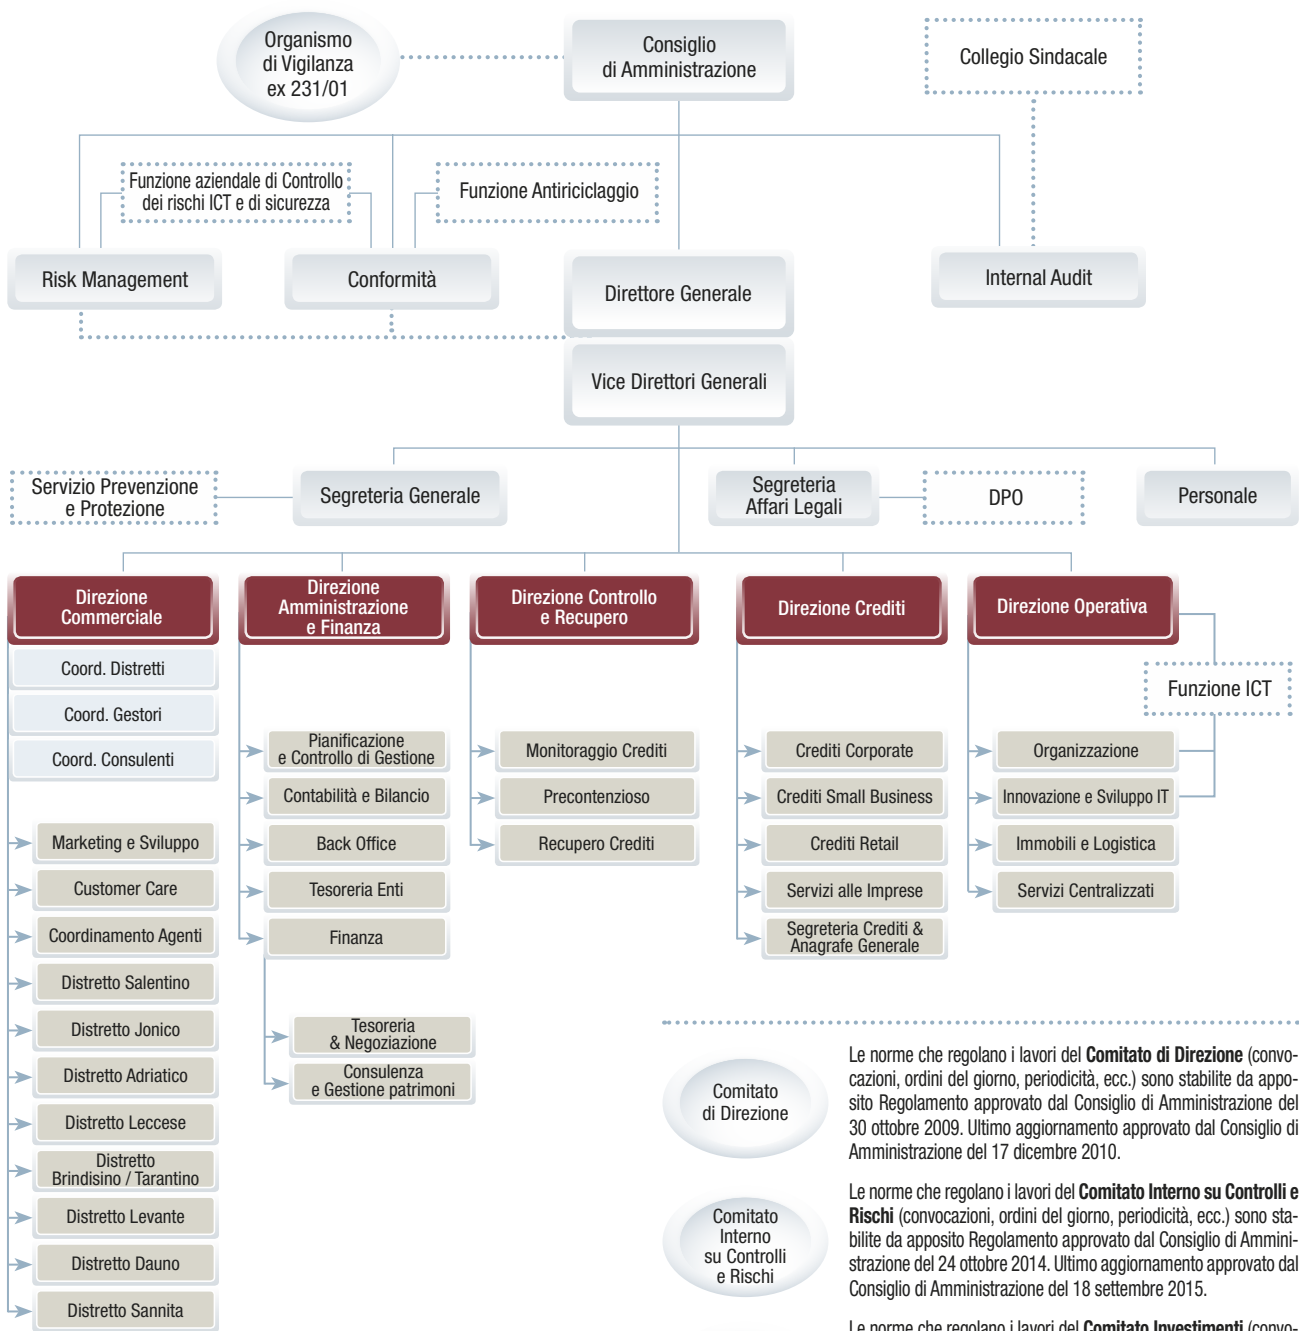 Organismo
di Vigilanza
ex 231/01
Consiglio
di Amministrazione
Collegio Sindacale
Funzione aziendale di Controllo
dei rischi ICT e di sicurezza
Funzione Antiriciclaggio
Risk Management
Conformità
Direttore Generale
Internal Audit
Vice Direttori Generali
Servizio Prevenzione
e Protezione
Segreteria Generale
Segreteria
Affari Legali
DPO
Personale
Direzione
Commerciale
Coord. Distretti
Coord. Gestori
Coord. Consulenti
Marketing e Sviluppo
Customer Care
Coordinamento Agenti
Distretto Salentino
Distretto Jonico
Distretto Adriatico
Distretto Leccese
Distretto
Brindisino / Tarantino
Distretto Levante
Distretto Dauno
Distretto Sannita
Direzione
Amministrazione
e Finanza
Pianificazione
e Controllo di Gestione
Contabilità e Bilancio
Back Office
Tesoreria Enti
Finanza
Tesoreria
& Negoziazione
Consulenza
e Gestione patrimoni
Direzione Controllo
e Recupero
Monitoraggio Crediti
Precontenzioso
Recupero Crediti
Direzione Crediti
Crediti Corporate
Crediti Small Business
Crediti Retail
Servizi alle Imprese
Segreteria Crediti &
Anagrafe Generale
Direzione Operativa
Funzione ICT
Organizzazione
Innovazione e Sviluppo IT
Immobili e Logistica
Servizi Centralizzati
Comitato
di Direzione
Le norme che regolano i lavori del Comitato di Direzione (convo-
cazioni, ordini del giorno, periodicità, ecc.) sono stabilite da appo-
sito Regolamento approvato dal Consiglio di Amministrazione del
30 ottobre 2009. Ultimo aggiornamento approvato dal Consiglio di
Amministrazione del 17 dicembre 2010.
Comitato
Interno
su Controlli
e Rischi
Le norme che regolano i lavori del Comitato Interno su Controlli e
Rischi (convocazioni, ordini del giorno, periodicità, ecc.) sono sta-
bilite da apposito Regolamento approvato dal Consiglio di Ammini-
strazione del 24 ottobre 2014. Ultimo aggiornamento approvato dal
Consiglio di Amministrazione del 18 settembre 2015.
Le norme che regolano i lavori del Comitato Investimenti (convo-